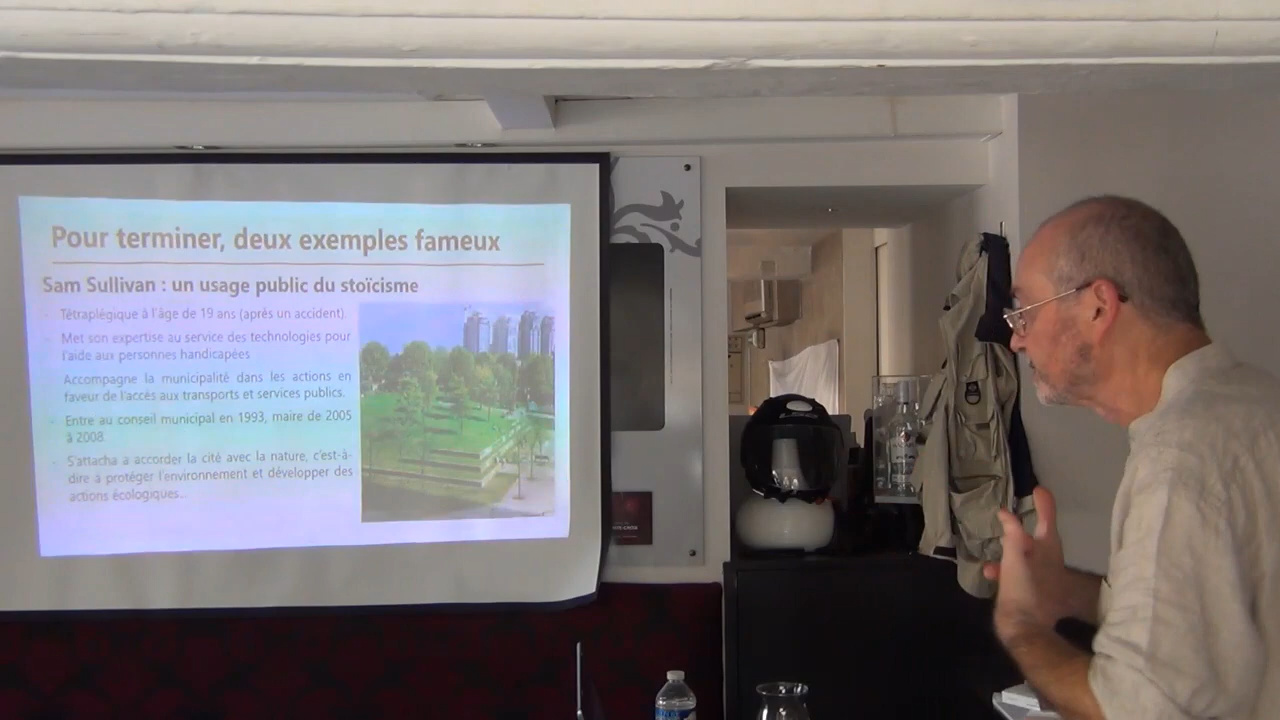 Pour terminer, deux exemples fameux
Sam Sullivan : un usage public du stoïcisme
- Tétraplégique à l'âge de 19 ans (après un accident).
- Met son expertise au service des technologies pour
l'aide aux personnes handicapées
Accompagne la municipalité dans les actions en
faveur de l'accès aux transports et services publics.
- Entre au conseil municipal en 1993, maire de 2005
à 2008.
- S'attacha a accorder la cité avec la nature, c'est-à-
dire à protéger l'environnement et développer des
actions écologiques...